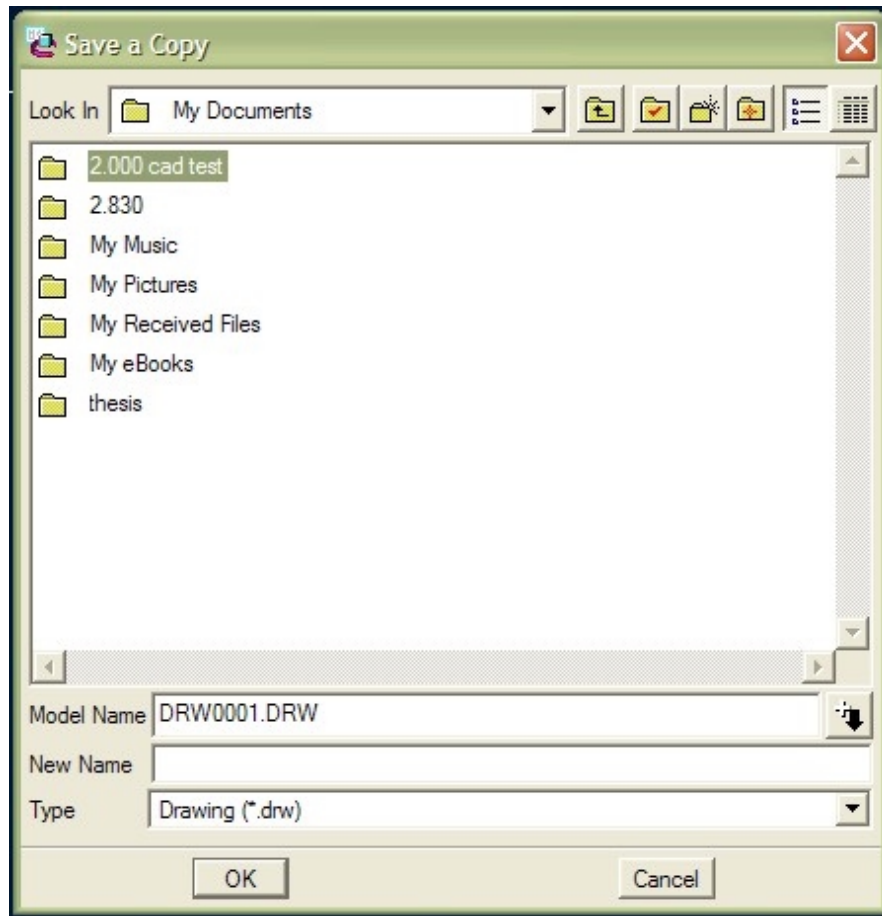 Save a Copy
Look In My Documents
2.000 cad test
2.830
My Music
My Pictures
My Received Files
My eBooks
thesis
Model Name DRW0001.DRW
New Name
Type Drawing (*.drw)
OK Cancel